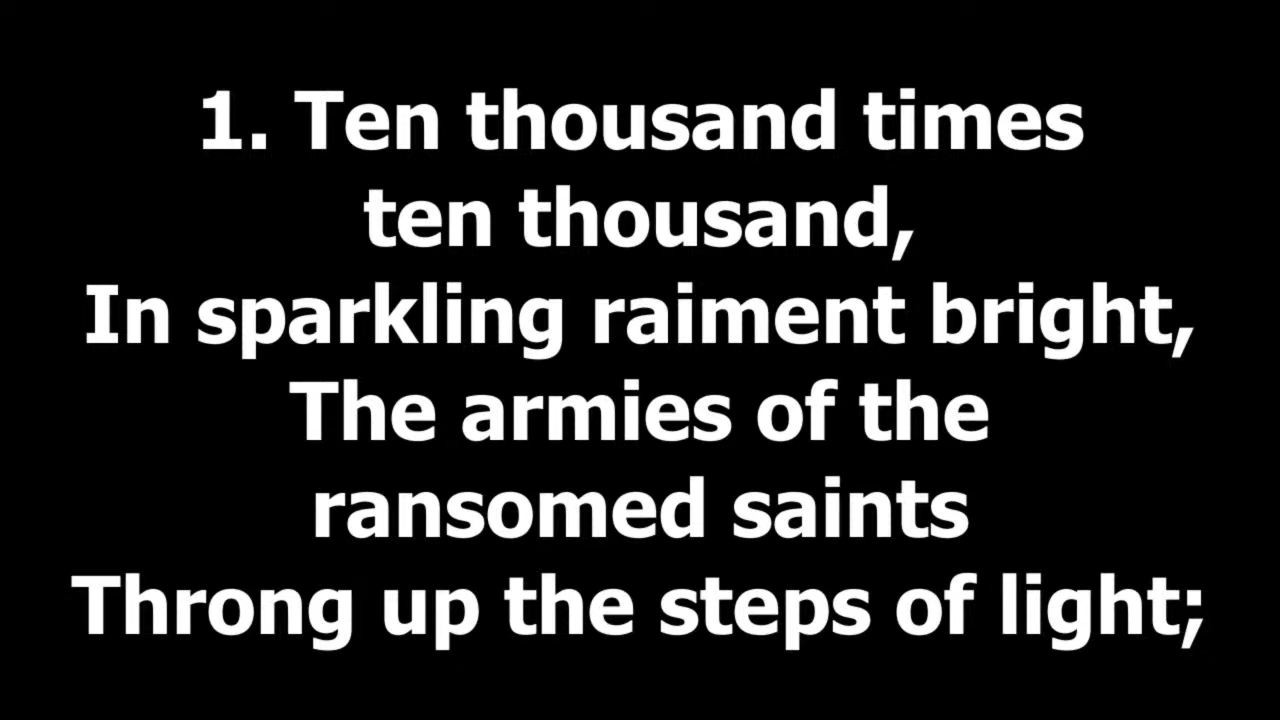 1. Ten thousand times
ten thousand,
In sparkling raiment bright,
The armies of the
ransomed saints
Throng up the steps of light;